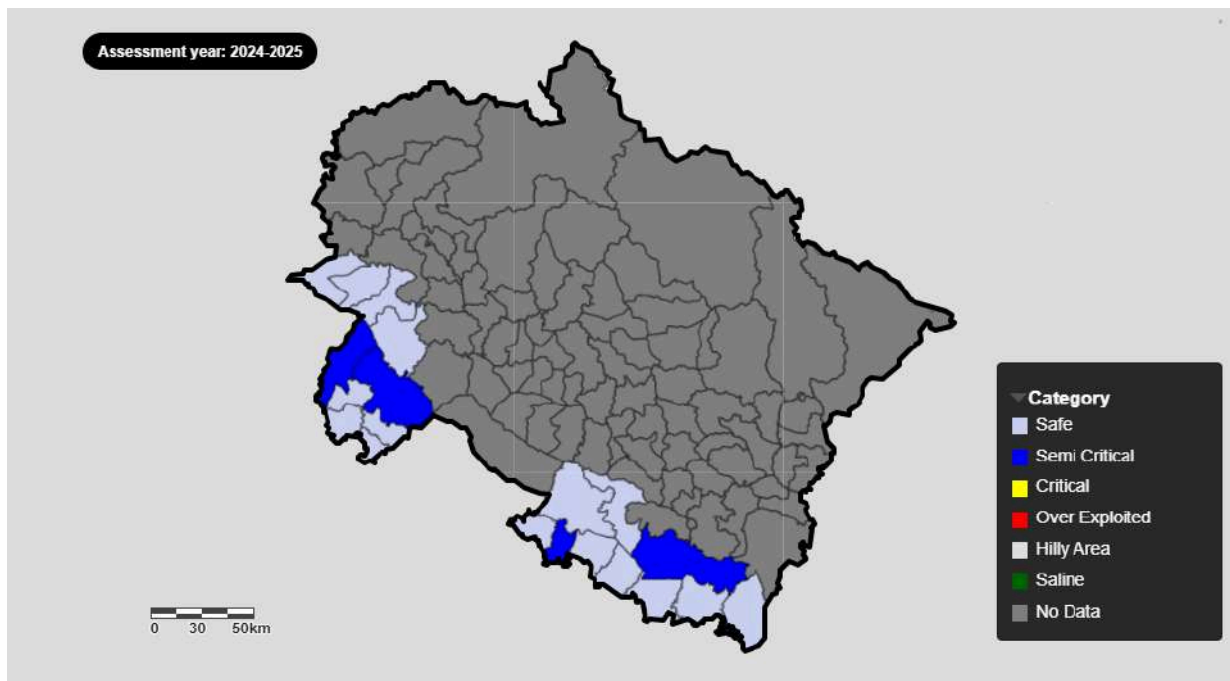 Assessment year: 2024-2025
Category
Safe
Semi Critical
Critical
Over Exploited
Hilly Area
Saline
No Data
0 30 50km